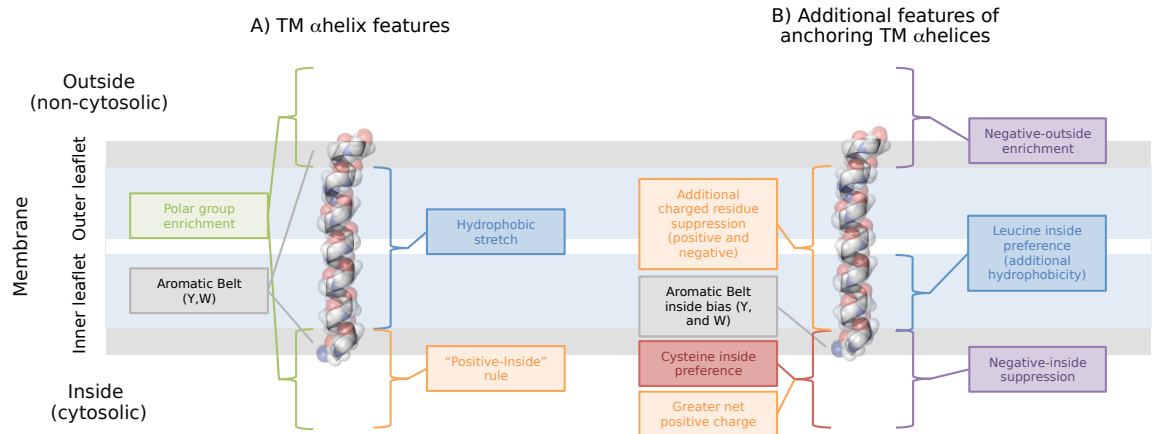 A) TM αhelix features
B) Additional features of
anchoring TM αhelices
Outside
(non-cytosolic)
Membrane
Outer leaflet
Inner leaflet
Inside
(cytosolic)
Polar group
enrichment
Aromatic Belt
(Y,W)
Hydrophobic
stretch
“Positive-Inside”
rule
Additional
charged residue
suppression
(positive and
negative)
Aromatic Belt
inside bias (Y,
and W)
Cysteine inside
preference
Greater net
positive charge
Negative-outside
enrichment
Leucine inside
preference
(additional
hydrophobicity)
Negative-inside
suppression